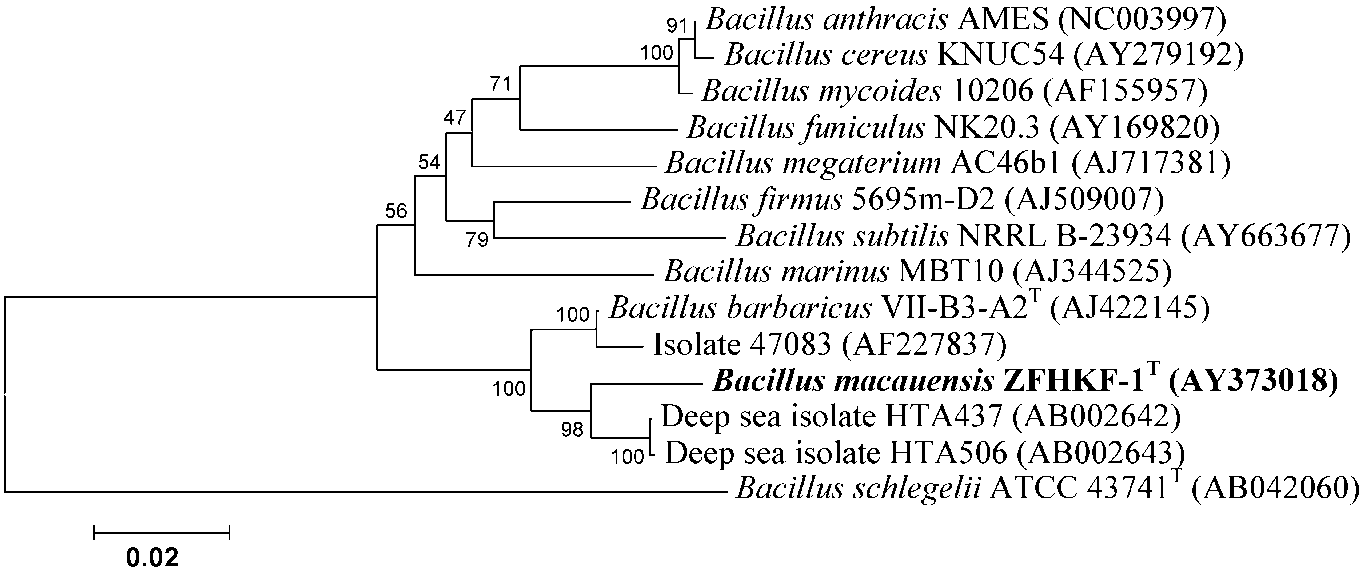 91 Bacillus anthracis AMES (NC003997)
Bacillus cereus KNUC54 (AY279192)
100
Bacillus mycoides 10206 (AF155957)
71
47
Bacillus funiculus NK20.3 (AY169820)
54
Bacillus megaterium AC46b1 (AJ717381)
Bacillus firmus 5695m-D2 (AJ509007)
56
79
Bacillus subtilis NRRL B-23934 (AY663677)
Bacillus marinus MBT10 (AJ344525)
100 Bacillus barbaricus VII-B3-A2T (AJ422145)
Isolate 47083 (AF227837)
100
Bacillus macauensis ZFHKF-1T (AY373018)
Deep sea isolate HTA437 (AB002642)
98
100 Deep sea isolate HTA506 (AB002643)
Bacillus schlegelii ATCC 43741T (AB042060)
0.02